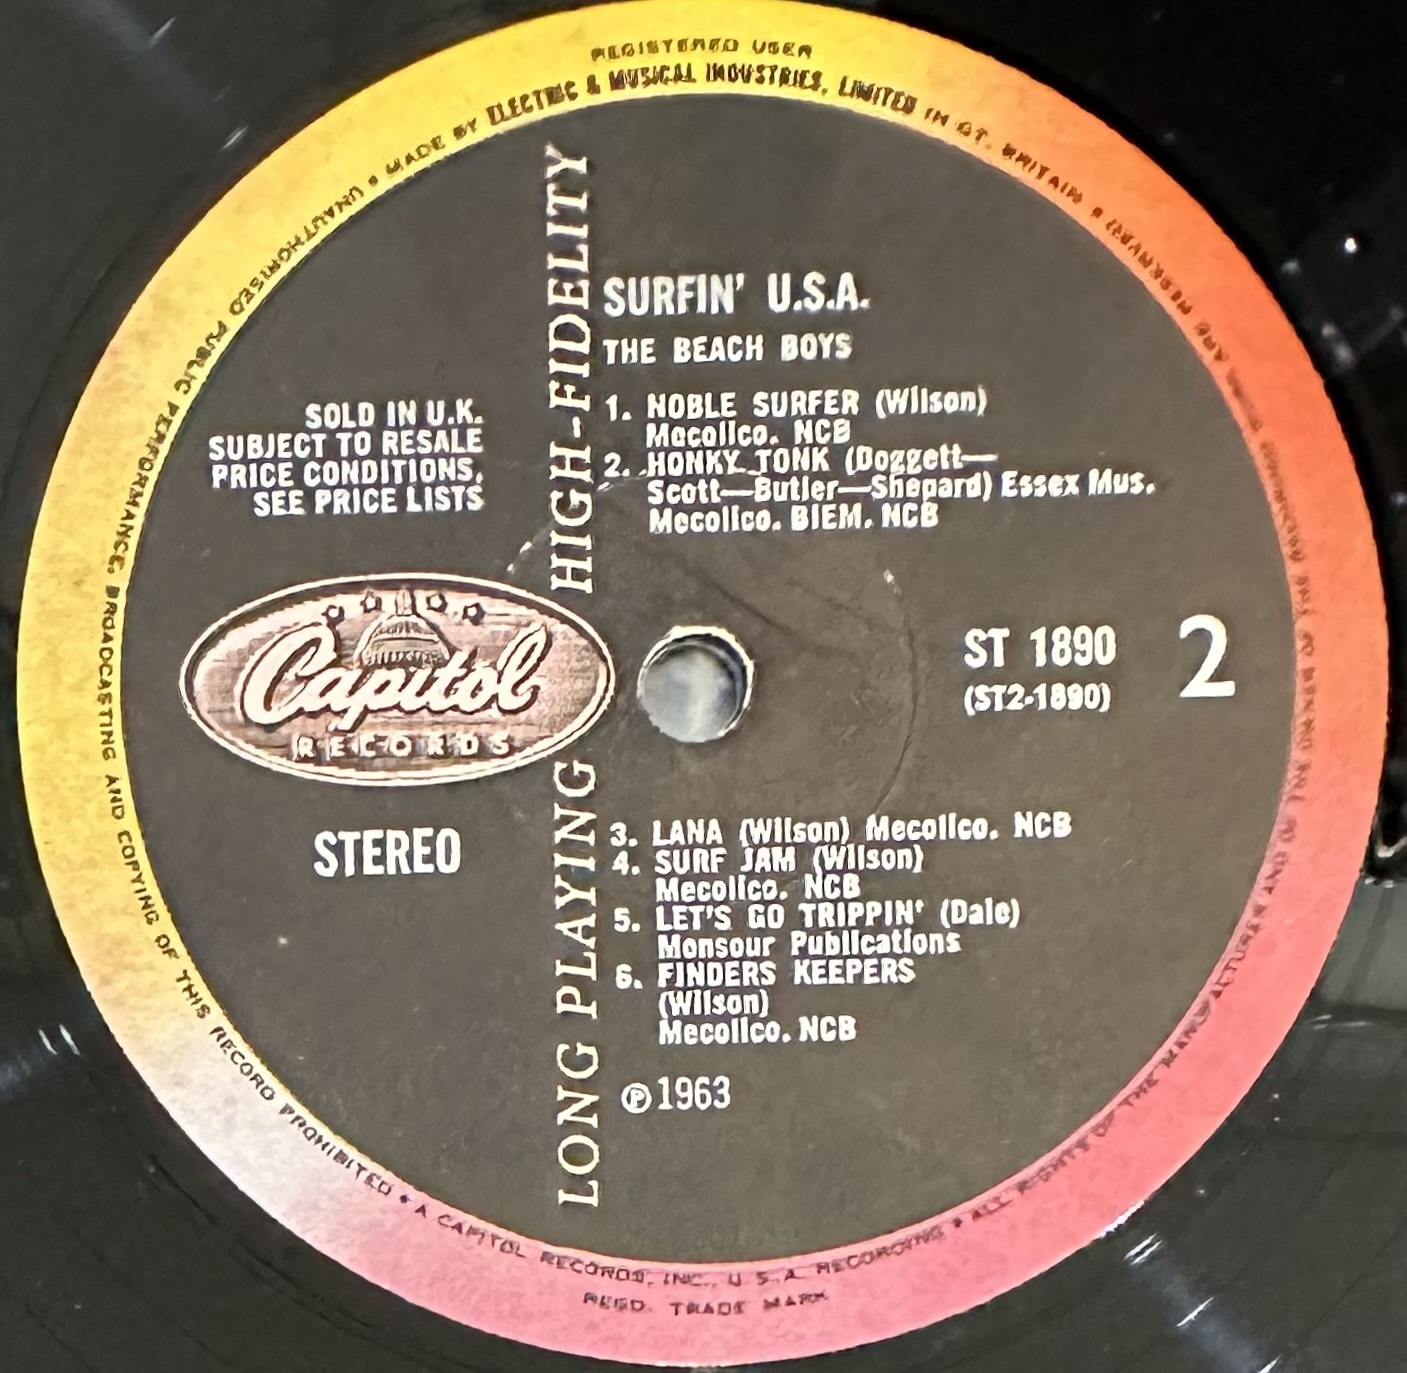 REGISTERED USER
MADE BY ELECTRIC & MUSICAL INDUSTRIES, LIMITED IN GT. BRITAIN •
LONG PLAYING HIGH-FIDELITY
SURFIN' U.S.A.
THE BEACH BOYS
1. NOBLE SURFER (Wilson)
Mecolico. NCB
2. HONKY TONK (Doggett—
Scott—Butler—Shepard) Essex Mus.
Mecolico. BIEM. NCB
SOLD IN U.K.
SUBJECT TO RESALE
PRICE CONDITIONS,
SEE PRICE LISTS
Capitol
RECORDS
ST 1890
(ST2-1890)
2
STEREO
3. LANA (Wilson) Mecolico. NCB
4. SURF JAM (Wilson)
Mecolico. NCB
5. LET'S GO TRIPPIN' (Dale)
Monsour Publications
6. FINDERS KEEPERS
(Wilson)
Mecolico. NCB
℗1963
ALL RIGHTS OF THE MANUFACTURER AND OF THE OWNER OF THE RECORDED WORK ARE RESERVED
UNAUTHORISED PUBLIC PERFORMANCE, BROADCASTING AND COPYING OF THIS RECORD PROHIBITED •
A CAPITOL RECORDS, INC., U.S.A. RECORDING •
REGD. TRADE MARK